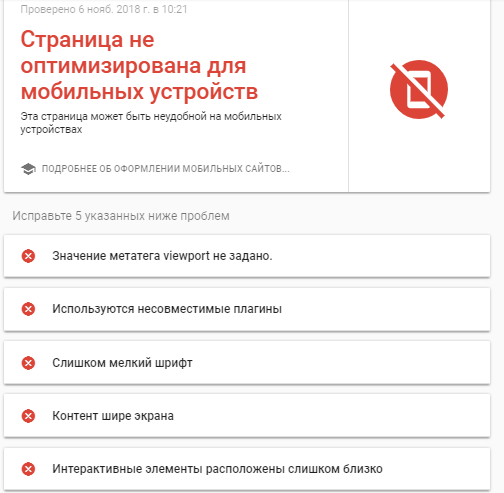 Проверено 6 нояб. 2018 г. в 10:21
Страница не
оптимизирована для
мобильных устройств
Эта страница может быть неудобной на мобильных
устройствах
ПОДРОБНЕЕ ОБ ОФОРМЛЕНИИ МОБИЛЬНЫХ САЙТОВ...
Исправьте 5 указанных ниже проблем
Значение метатега viewport не задано.
Используются несовместимые плагины
Слишком мелкий шрифт
Контент шире экрана
Интерактивные элементы расположены слишком близко